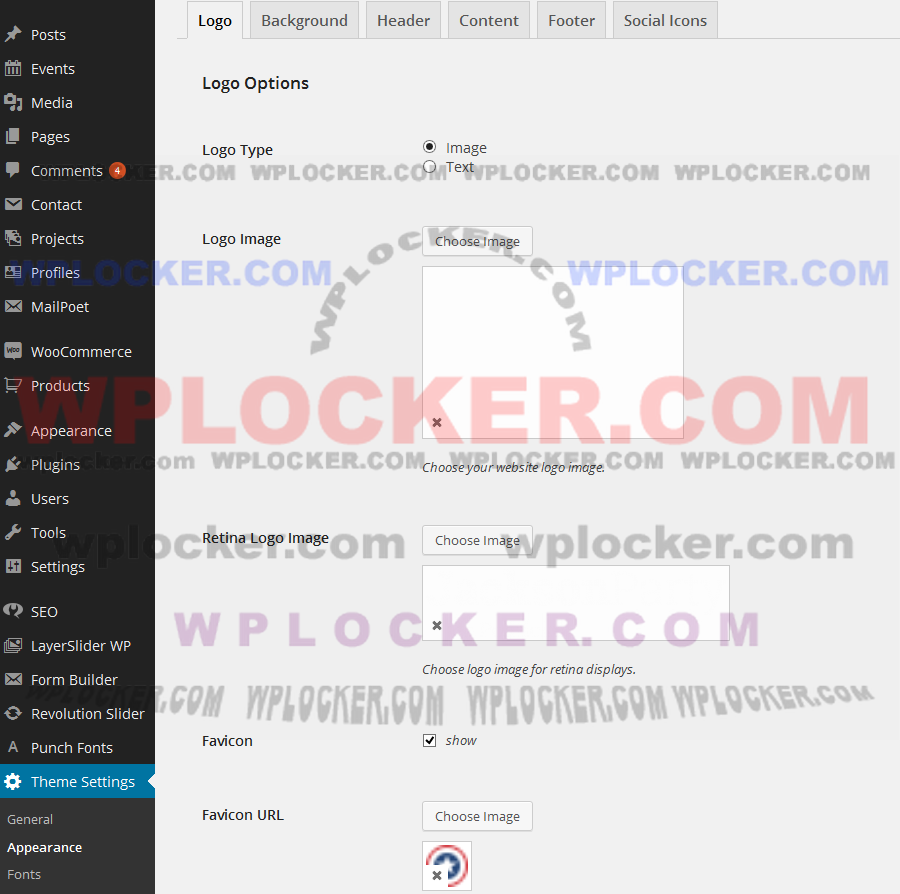 Logo
Background
Header
Content
Footer
Social Icons
Posts
Events
Media
Pages
Comments 4
Contact
Projects
Profiles
MailPoet
WooCommerce
Products
Appearance
Plugins
Users
Tools
Settings
SEO
LayerSlider WP
Form Builder
Revolution Slider
Punch Fonts
Theme Settings
General
Appearance
Fonts
Logo Options
Logo Type
Image
Text
ER.COM WPLOCKER.COM WPLOCKER.COM WPLOCKER.COM
Logo Image
Choose Image
WPLOCKER.COM
WPLOCKER.COM WPLOCKER.COM
WPLOCKER.COM
wplocker.com WPLOCKER.COM WPLOCKER.COM WPLOCKER.COM
Choose your website logo image.
Retina Logo Image
Choose Image
wplocker.com wplocker.com
WPLOCKER.COM
Choose logo image for retina displays.
WPLOCKER.COM WPLOCKER.COM WPLOCKER.COM WPLOCKER.COM
Favicon
show
Favicon URL
Choose Image